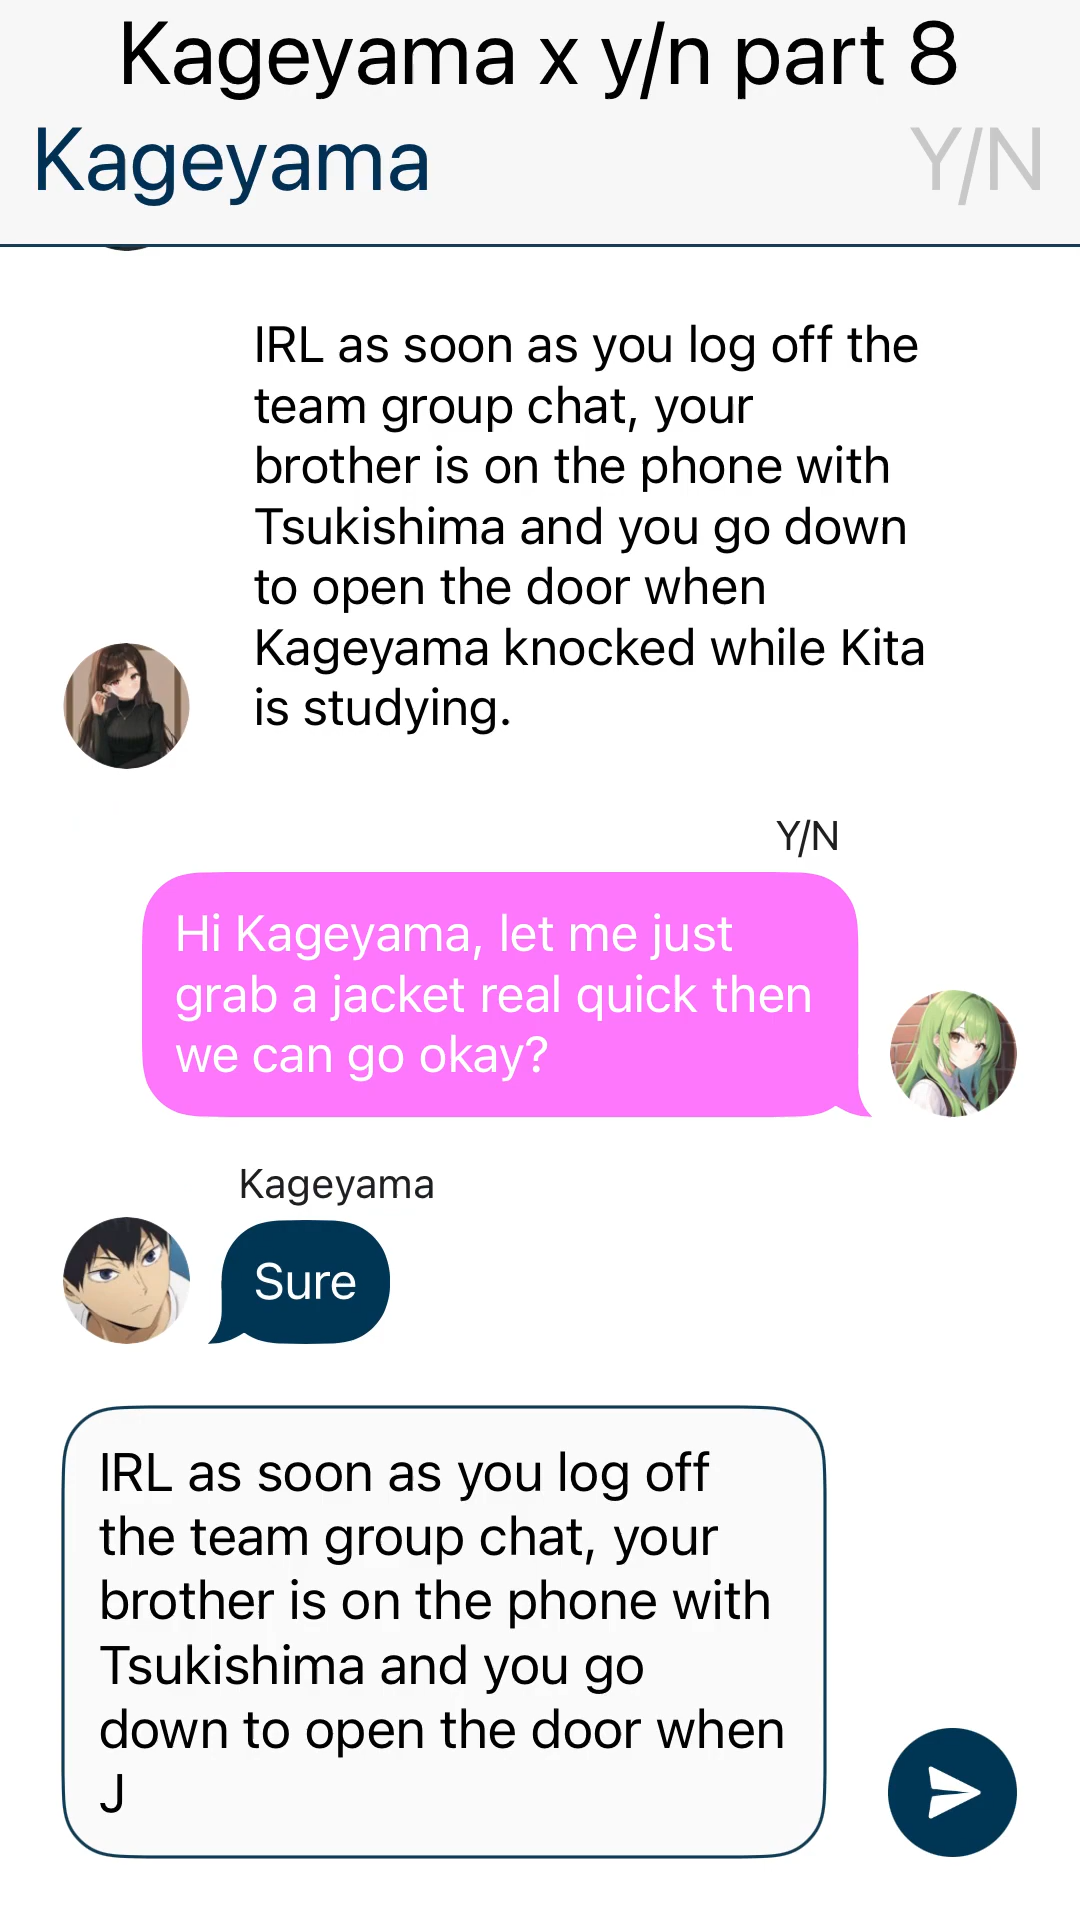 Kageyama x y/n part 8
Kageyama
Y/N
IRL as soon as you log off the
team group chat, your
brother is on the phone with
Tsukishima and you go down
to open the door when
Kageyama knocked while Kita
is studying.
Y/N
Hi Kageyama, let me just
grab a jacket real quick then
we can go okay?
Kageyama
Sure
IRL as soon as you log off
the team group chat, your
brother is on the phone with
Tsukishima and you go
down to open the door when
J